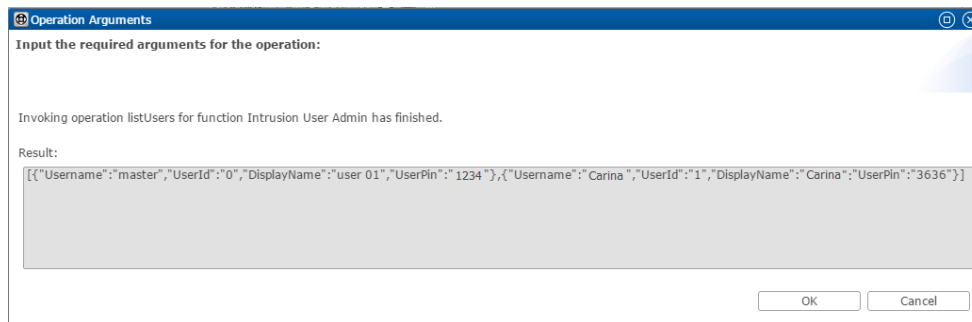 Operation Arguments
Input the required arguments for the operation:
Invoking operation listUsers for function Intrusion User Admin has finished.
Result:
[{"Username":"master","UserId":"0","DisplayName":"user 01","UserPin":"1234"},{"Username":"Carina","UserId":"1","DisplayName":"Carina":"UserPin":"3636"}]
OK Cancel